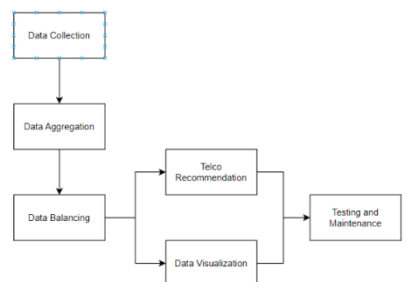 Data Collection
Data Aggregation
Telco
Recommendation
Data Balancing
Testing and
Maintenance
Data Visualization